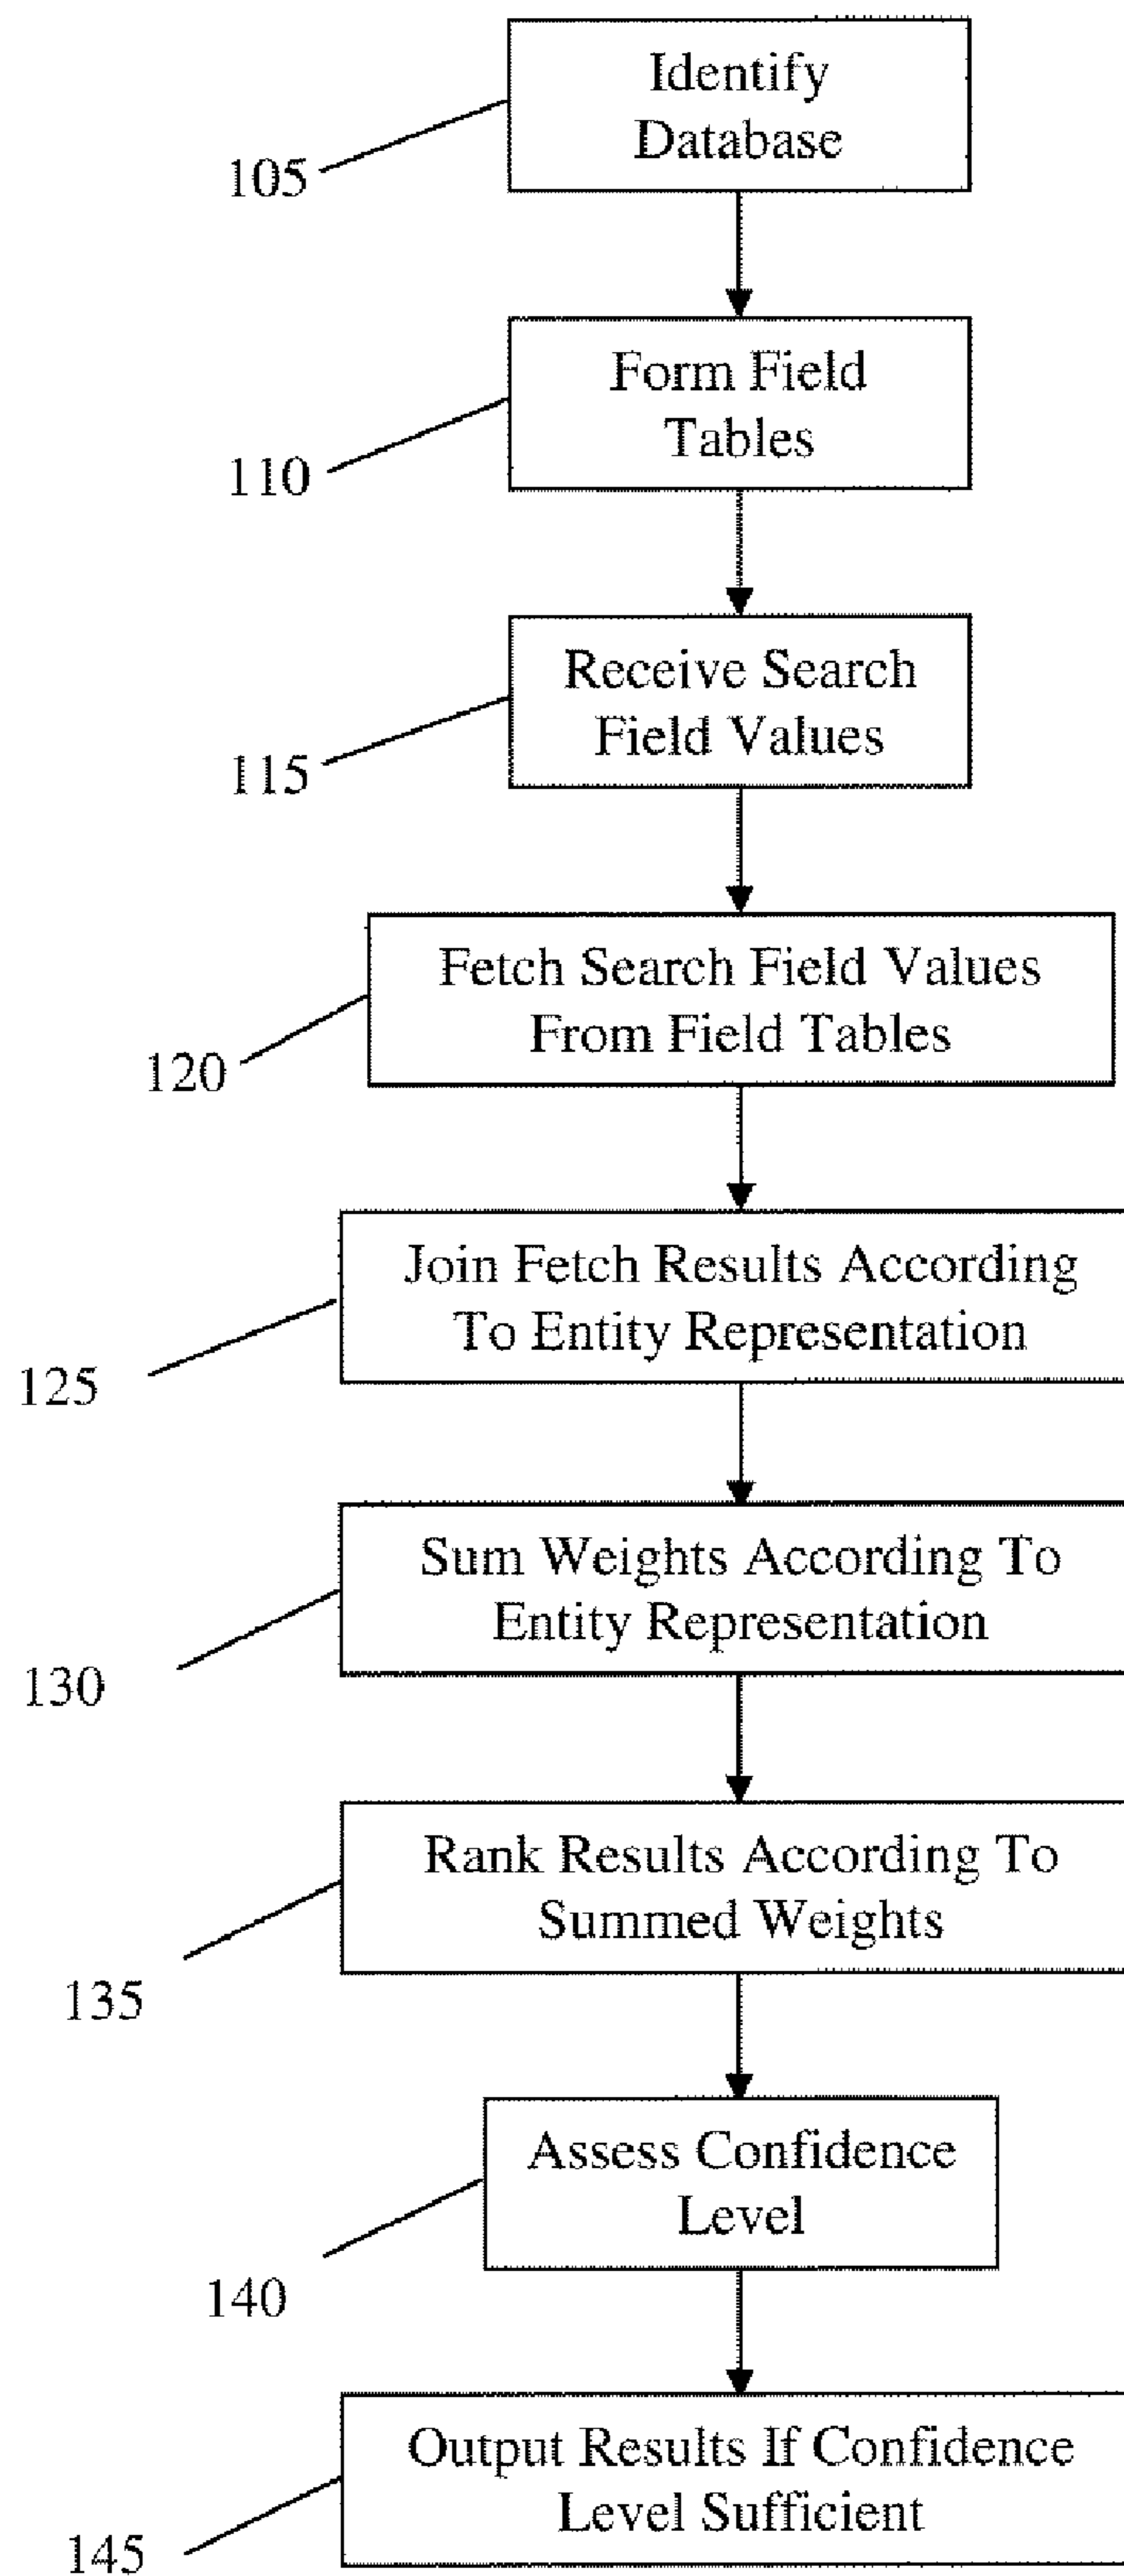 Identify
Database
105
Form Field
Tables
110
Receive Search
Field Values
115
Fetch Search Field Values
From Field Tables
120
Join Fetch Results According
To Entity Representation
125
Sum Weights According To
Entity Representation
130
Rank Results According To
Summed Weights
135
Assess Confidence
Level
140
Output Results If Confidence
Level Sufficient
145